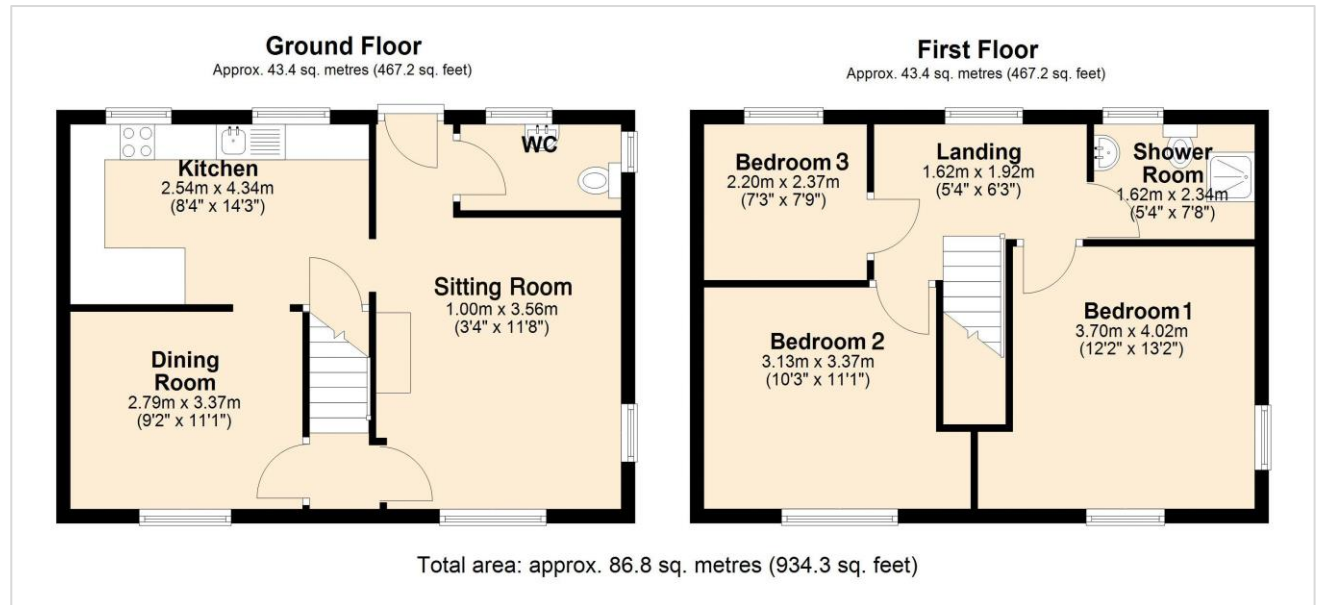 Ground Floor
Approx. 43.4 sq. metres (467.2 sq. feet)
WC
Kitchen
2.54m x 4.34m
(8'4" x 14'3")
Sitting Room
1.00m x 3.56m
(3'4" x 11'8")
Dining
Room
2.79m x 3.37m
(9'2" x 11'1")
First Floor
Approx. 43.4 sq. metres (467.2 sq. feet)
Bedroom 3
2.20m x 2.37m
(7'3" x 7'9")
Landing
1.62m x 1.92m
(5'4" x 6'3")
Shower
Room
1.62m x 2.34m
(5'4" x 7'8")
Bedroom 2
3.13m x 3.37m
(10'3" x 11'1")
Bedroom 1
3.70m x 4.02m
(12'2" x 13'2")
Total area: approx. 86.8 sq. metres (934.3 sq. feet)